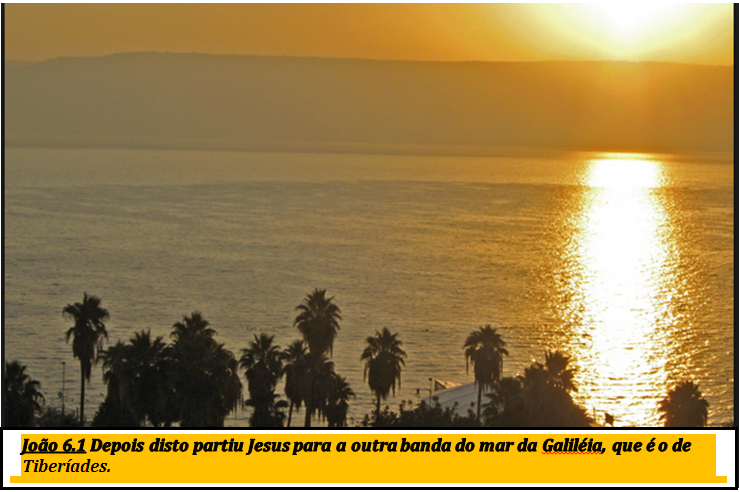 João 6.1 Depois disto partiu Jesus para a outra banda do mar da Galiléia, que é o de
Tiberíades.